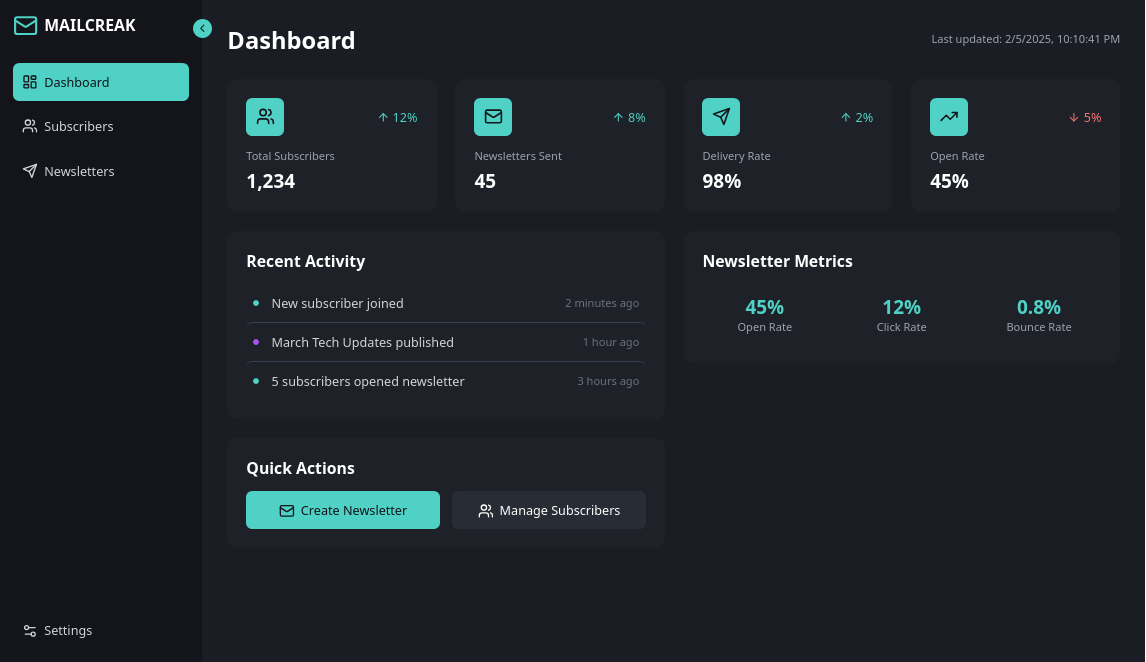 MAILCREAK
Dashboard
Subscribers
Newsletters
Settings
Dashboard
Last updated: 2/5/2025, 10:10:41 PM
↑ 12%
Total Subscribers
1,234
↑ 8%
Newsletters Sent
45
↑ 2%
Delivery Rate
98%
↓ 5%
Open Rate
45%
Recent Activity
New subscriber joined 2 minutes ago
March Tech Updates published 1 hour ago
5 subscribers opened newsletter 3 hours ago
Newsletter Metrics
45% 12% 0.8%
Open Rate Click Rate Bounce Rate
Quick Actions
Create Newsletter Manage Subscribers